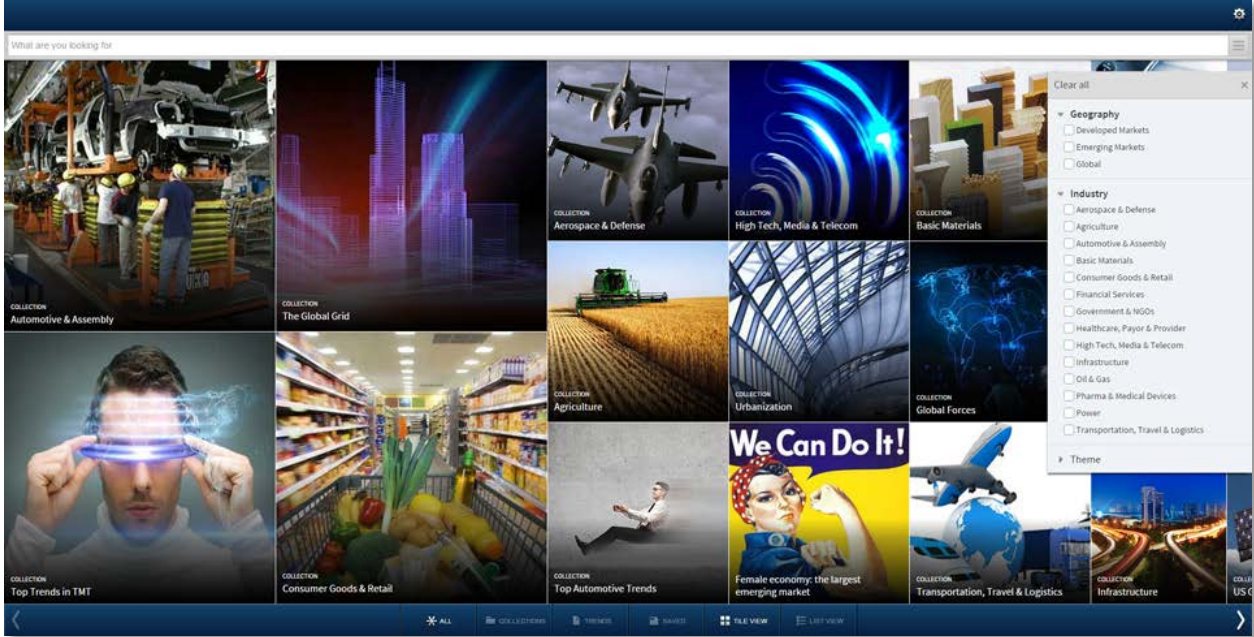 What are you looking for
COLLECTION
Automotive & Assembly
COLLECTION
The Global Grid
COLLECTION
Aerospace & Defense
COLLECTION
High Tech, Media & Telecom
COLLECTION
Basic Materials
COLLECTION
Agriculture
COLLECTION
Urbanization
COLLECTION
Global Forces
COLLECTION
Top Trends in TMT
COLLECTION
Consumer Goods & Retail
COLLECTION
Top Automotive Trends
We Can Do It!
Female economy: the largest
emerging market
COLLECTION
Transportation, Travel & Logistics
COLLECTION
Infrastructure
Clear all
Geography
Developed Markets
Emerging Markets
Global
Industry
Aerospace & Defense
Agriculture
Automotive & Assembly
Basic Materials
Consumer Goods & Retail
Financial Services
Government & NGOs
Healthcare, Payor & Provider
High Tech, Media & Telecom
Infrastructure
Oil & Gas
Pharma & Medical Devices
Power
Transportation, Travel & Logistics
Theme
ALL
COLLECTIONS
TRENDS
SAVED
TILE VIEW
LIST VIEW